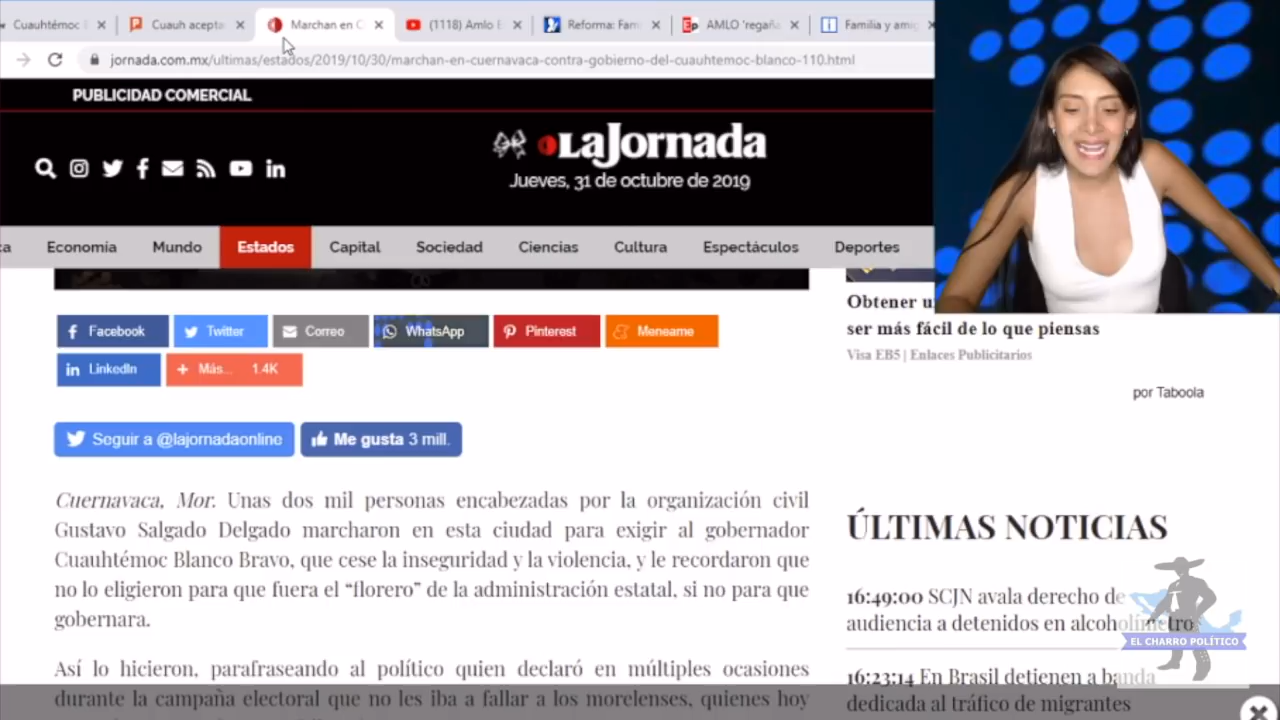 Cuauhtémoc
Cuauh acepta
Marchan en C
(1118) Amlo
Reforma: Fam
AMLO 'regaña
Familia y amig
jornada.com.mx/ultimas/estados/2019/10/30/marchan-en-cuernavaca-contra-gobierno-del-cuauhtemoc-blanco-110.html
PUBLICIDAD COMERCIAL
LaJornada
Jueves, 31 de octubre de 2019
ca Economía Mundo Estados Capital Sociedad Ciencias Cultura Espectáculos Deportes
Facebook Twitter Correo WhatsApp Pinterest Meneame
LinkedIn Más... 1.4K
Seguir a @lajornadaonline Me gusta 3 mill.
Cuernavaca, Mor. Unas dos mil personas encabezadas por la organización civil
Gustavo Salgado Delgado marcharon en esta ciudad para exigir al gobernador
Cuauhtémoc Blanco Bravo, que cese la inseguridad y la violencia, y le recordaron que
no lo eligieron para que fuera el “florero” de la administración estatal, si no para que
gobernara.
Así lo hicieron, parafraseando al político quien declaró en múltiples ocasiones
durante la campaña electoral que no les iba a fallar a los morelenses, quienes hoy
Obtener
ser más fácil de lo que piensas
Visa EB5 | Enlaces Publicitarios
por Taboola
ÚLTIMAS NOTICIAS
16:49:00 SCJN avala derecho de
audiencia a detenidos en alcoholímetro
EL CHARRO POLÍTICO
16:23:14 En Brasil detienen a banda
dedicada al tráfico de migrantes